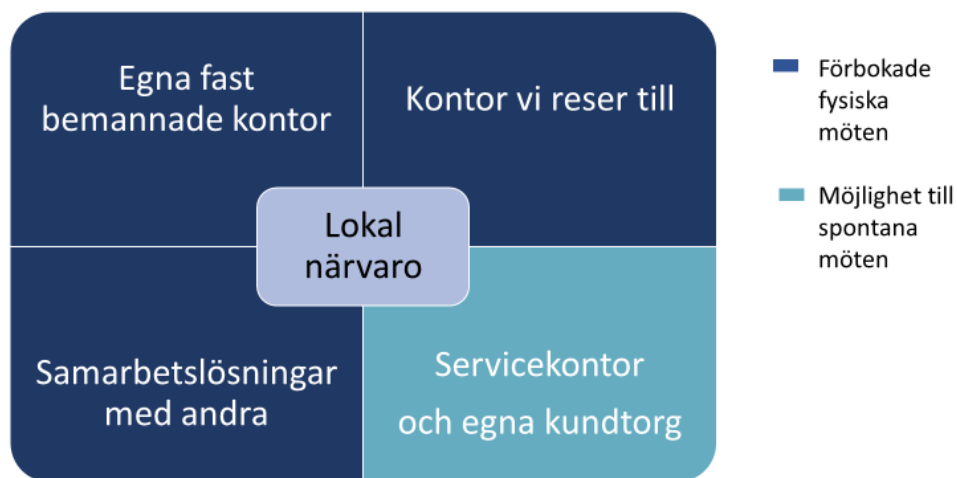 Egna fast
bemannade kontor
Kontor vi reser till
Lokal
närvaro
Samarbetslösningar
med andra
Servicekontor
och egna kundtorg
Förbokade
fysiska
möten
Möjlighet till
spontana
möten